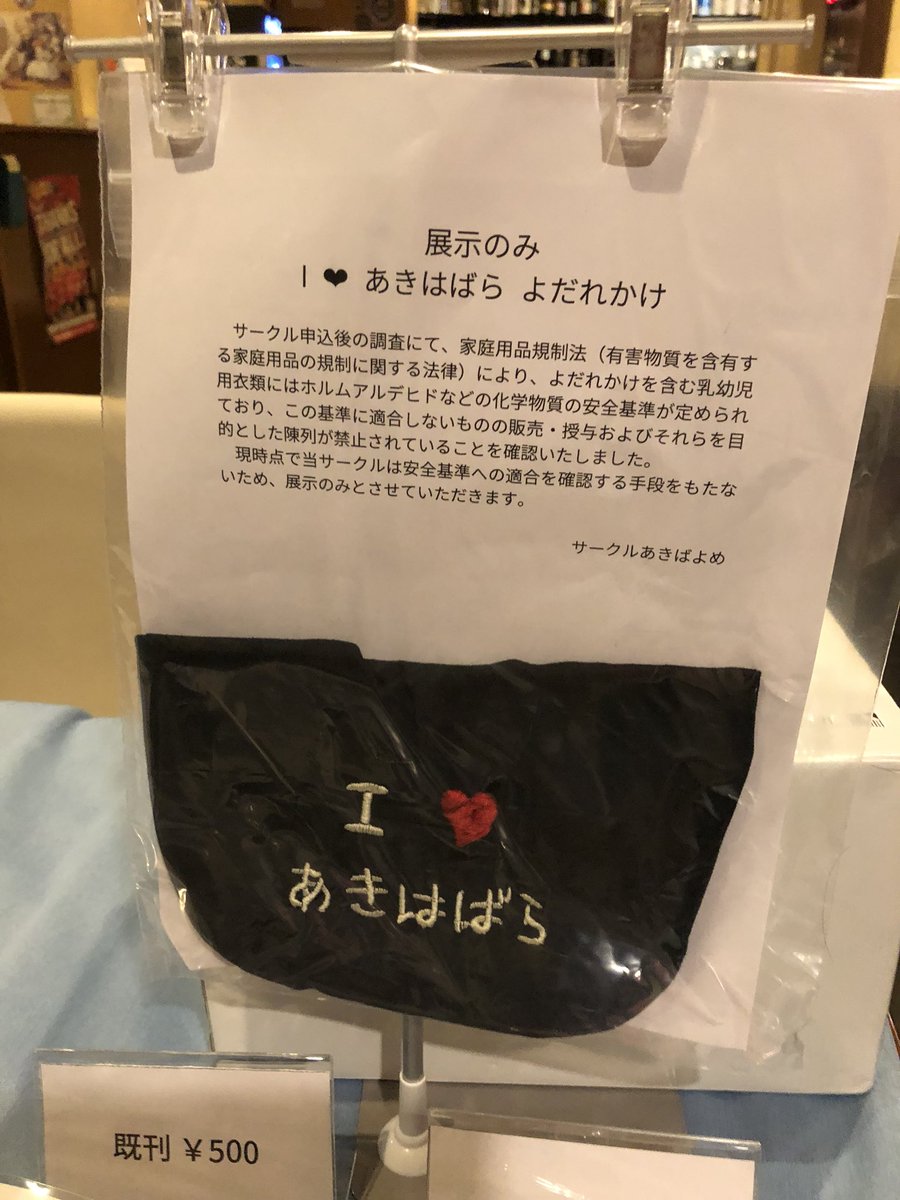 展示のみ
I ❤ あきはばら よだれかけ
サークル申込後の調査にて、家庭用品規制法（有害物質を含有す
る家庭用品の規制に関する法律）により、よだれかけを含む乳幼児
用衣類にはホルムアルデヒドなどの化学物質の安全基準が定められ
ており、この基準に適合しないものの販売・授与およびそれらを目
的とした陳列が禁止されていることを確認いたしました。
現時点で当サークルは安全基準への適合を確認する手段をもたな
いため、展示のみとさせていただきます。
サークルあきばよめ
I ❤
あきはばら
既刊 ¥500